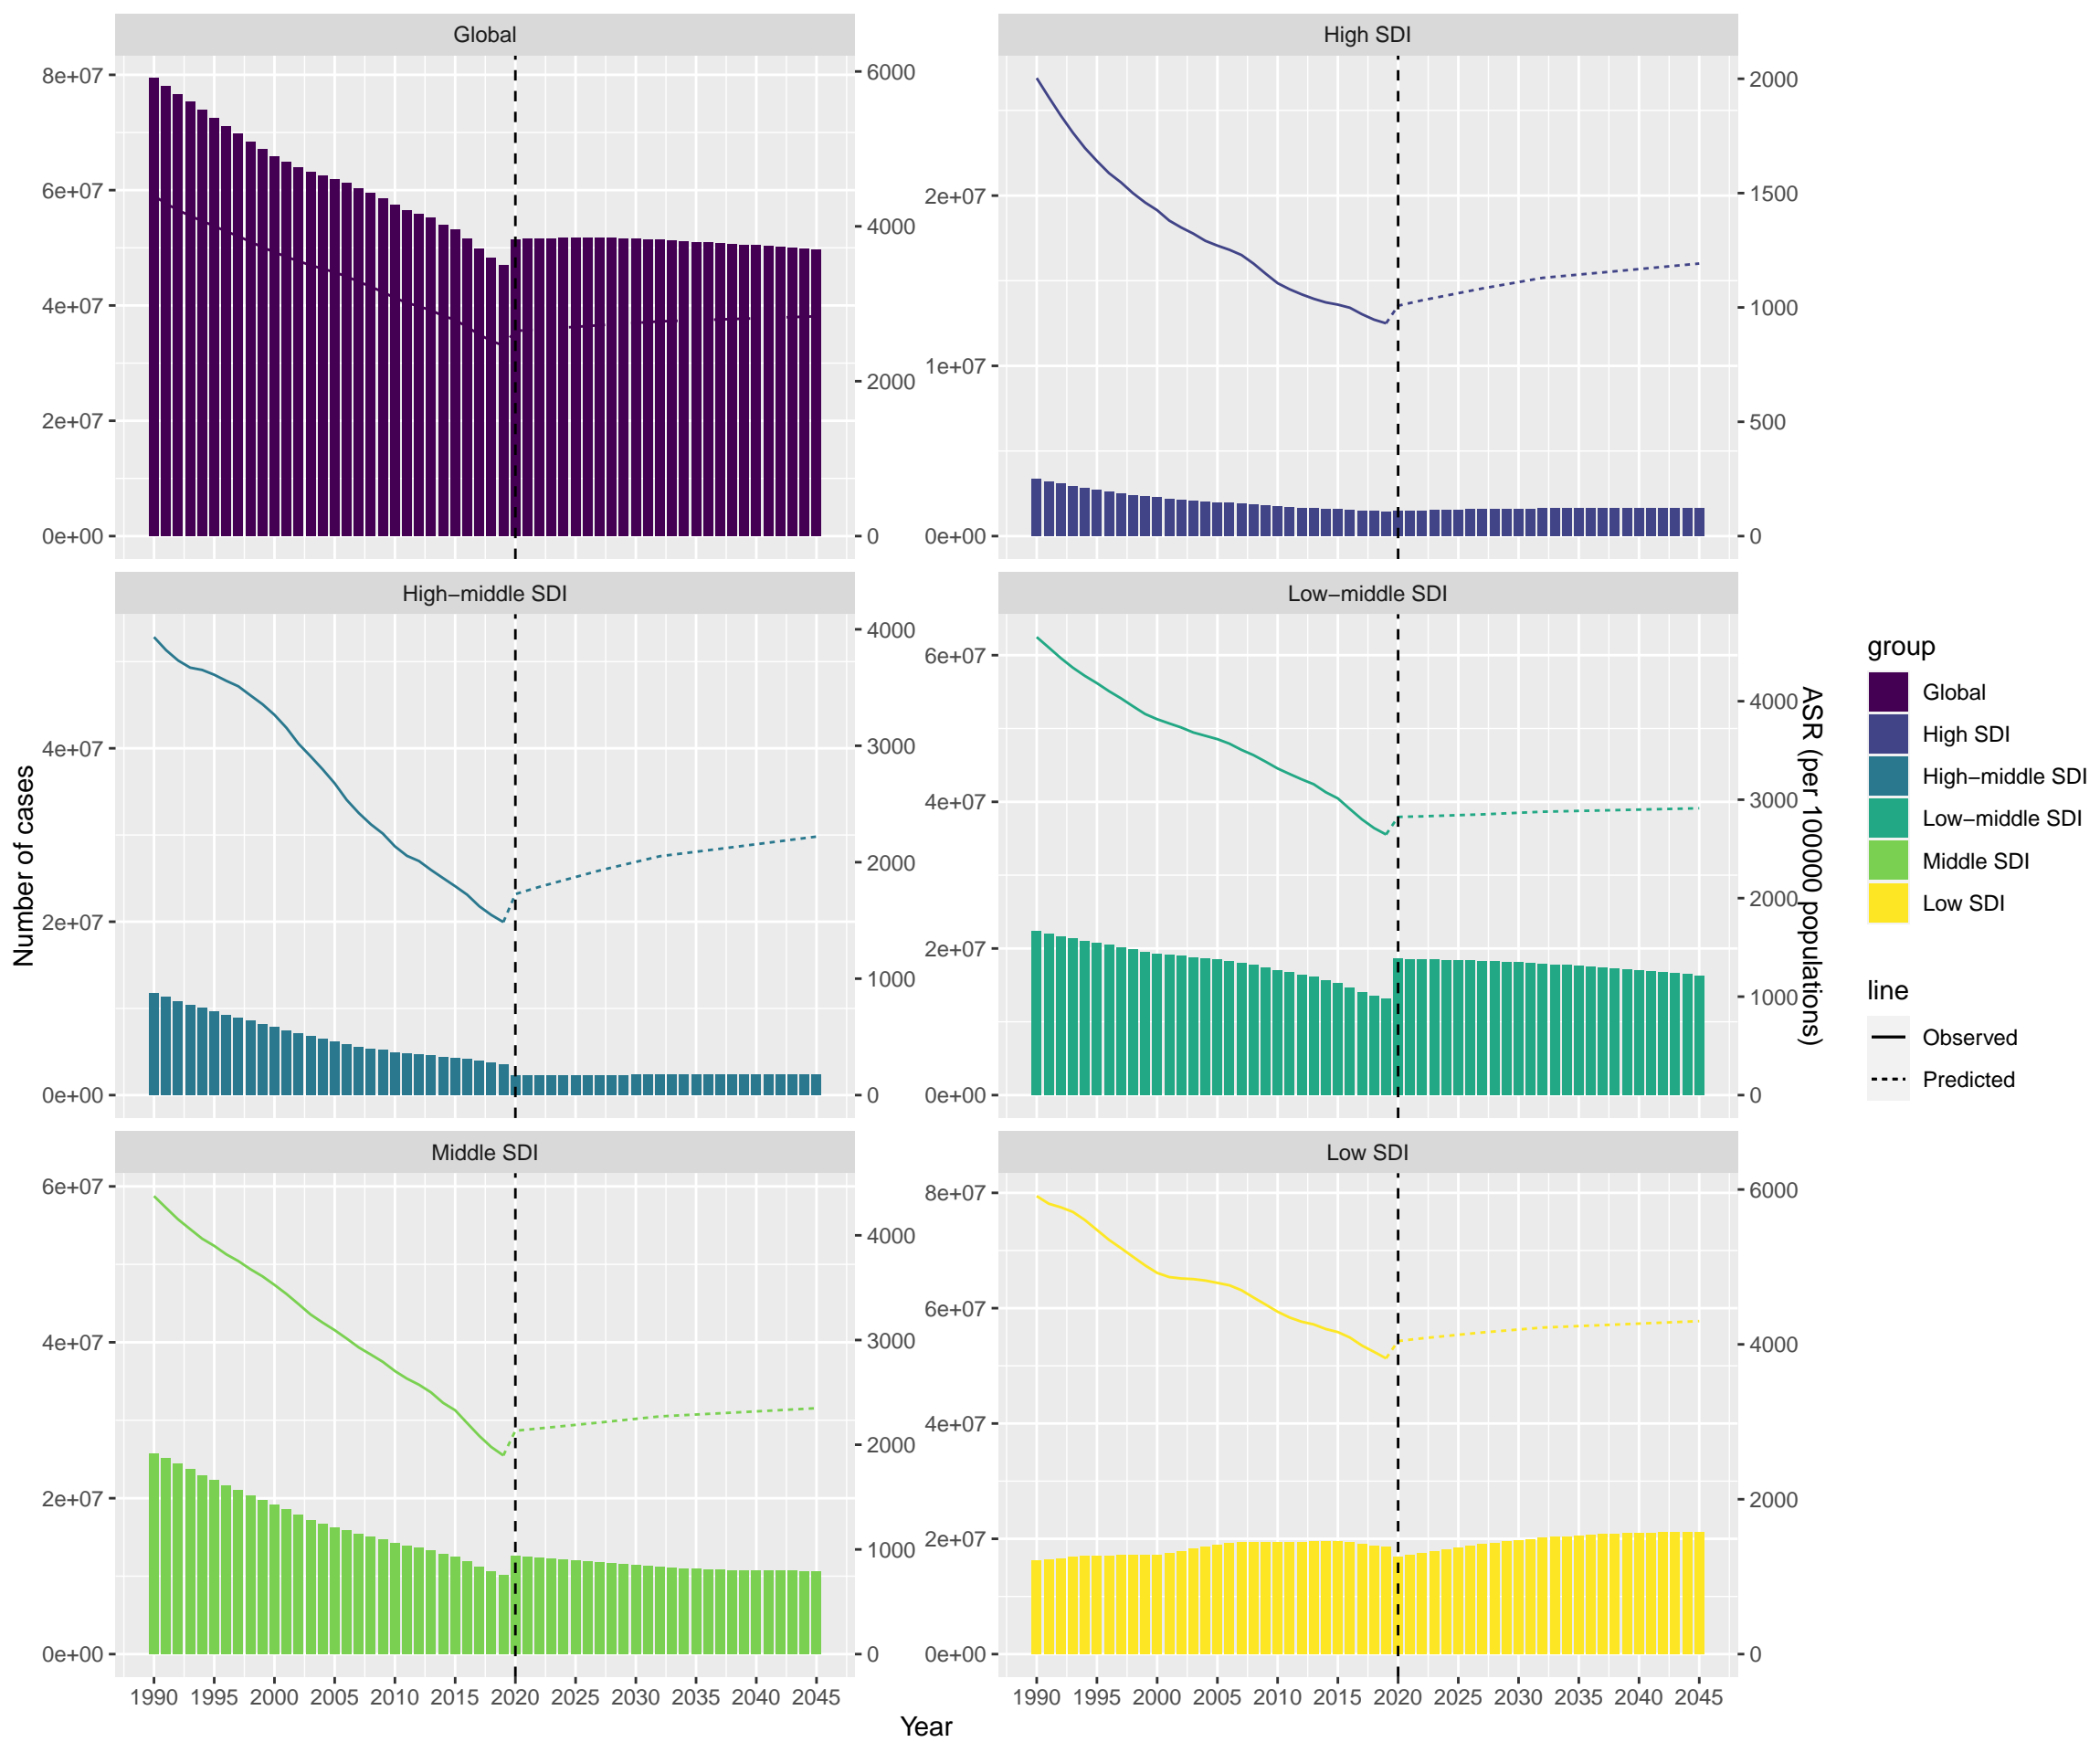 Global
High SDI
8e+07
6e+07
4e+07
2e+07
0e+00
6000
4000
2000
0
2e+07
1e+07
0e+00
2000
1500
1000
500
0
High−middle SDI
Low−middle SDI
4e+07
2e+07
0e+00
4000
3000
2000
1000
0
6e+07
4e+07
2e+07
0e+00
4000
3000
2000
1000
0
Middle SDI
Low SDI
6e+07
4e+07
2e+07
0e+00
4000
3000
2000
1000
0
8e+07
6e+07
4e+07
2e+07
0e+00
6000
4000
2000
0
1990 1995 2000 2005 2010 2015 2020 2025 2030 2035 2040 2045
1990 1995 2000 2005 2010 2015 2020 2025 2030 2035 2040 2045
Year
Number of cases
ASR (per 100000 populations)
group
Global
High SDI
High−middle SDI
Low−middle SDI
Middle SDI
Low SDI
line
Observed
Predicted